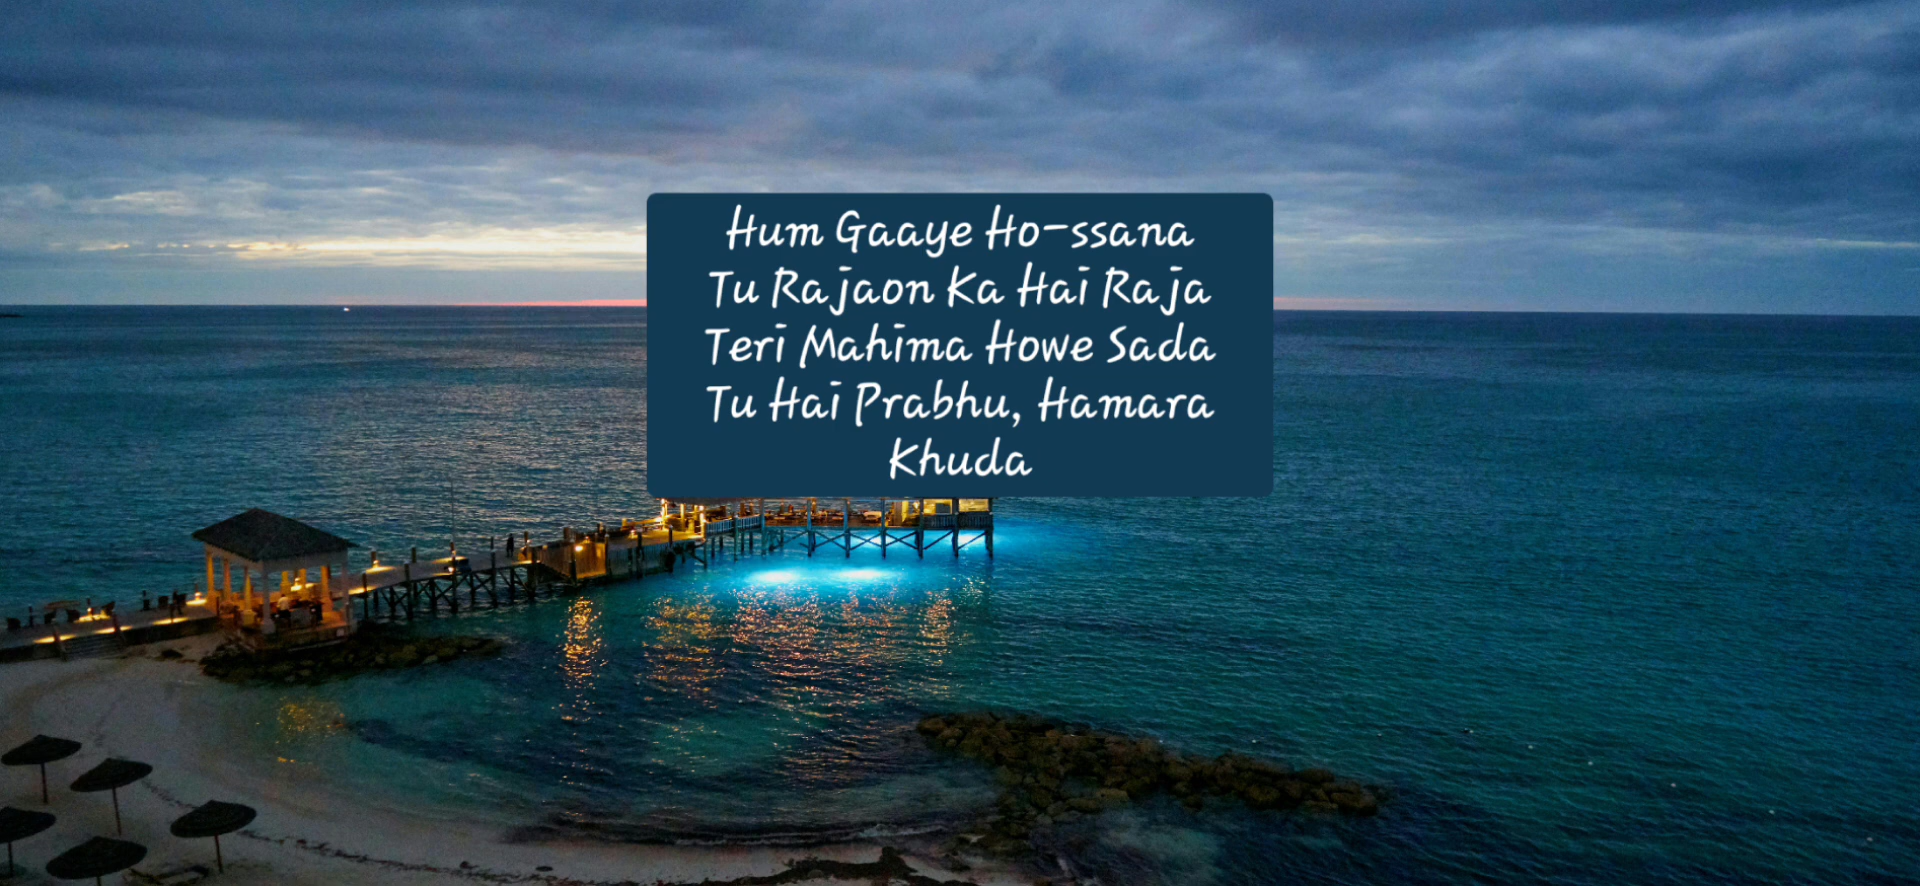 Hum Gaaye Ho-ssana
Tu Rajaon Ka Hai Raja
Teri Mahima Howe Sada
Tu Hai Prabhu, Hamara
Khuda